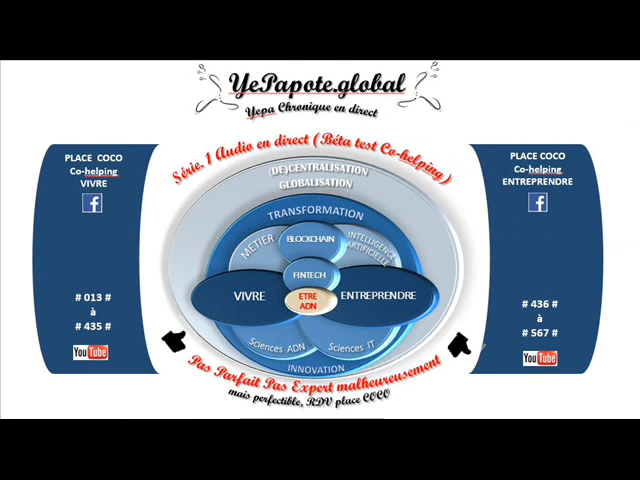 YePapote.global
Yepa Chronique en direct
Série, 1 Audio en direct (Béta test Co-helping)
PLACE COCO
Co-helping
VIVRE
# 013 #
à
# 435 #
YouTube
(DE)CENTRALISATION
GLOBALISATION
TRANSFORMATION
METIER
BLOCKCHAIN
INTELLIGENCE
ARTIFICIELLE
FINTECH
VIVRE
ETRE
ADN
ENTREPRENDRE
Sciences ADN
Sciences IT
INNOVATION
PLACE COCO
Co-helping
ENTREPRENDRE
# 436 #
à
# 567 #
YouTube
Pas Parfait Pas Expert malheureusement
mais perfectible, RDV place COCO